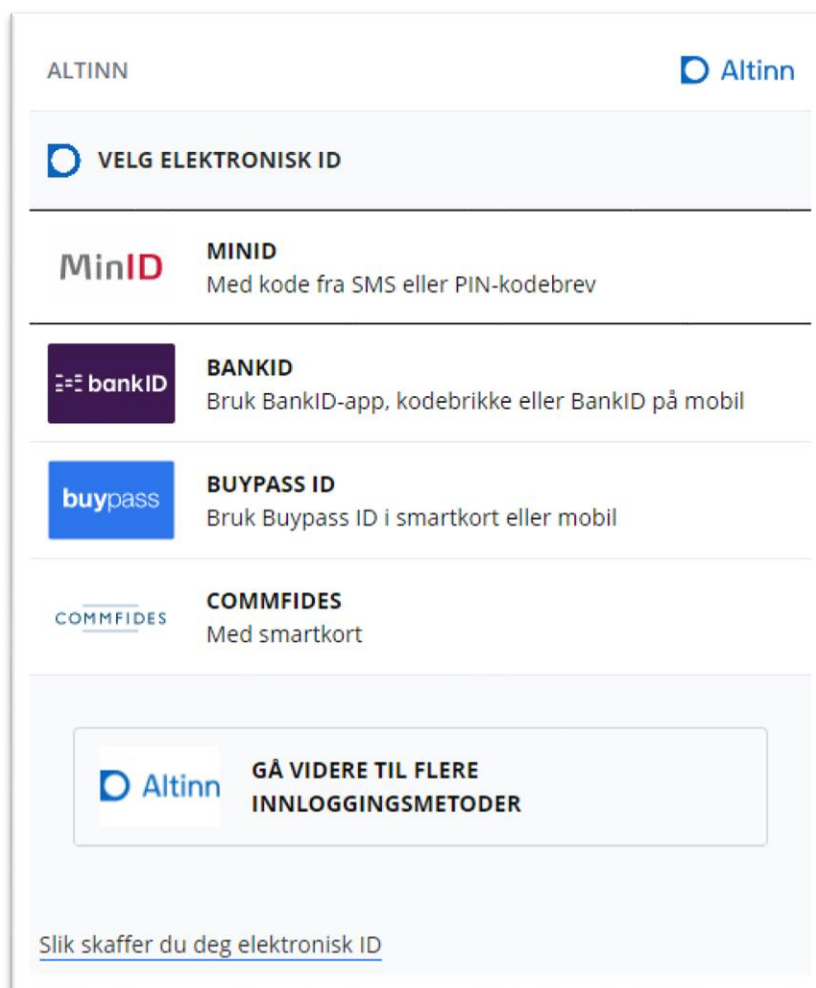 ALTINN
Altinn
VELG ELEKTRONISK ID
MinID
MINID
Med kode fra SMS eller PIN-kodebrev
bankID
BANKID
Bruk BankID-app, kodebrikke eller BankID på mobil
buypass
BUYPASS ID
Bruk Buypass ID i smartkort eller mobil
COMMFIDES
COMMFIDES
Med smartkort
Altinn
GÅ VIDERE TIL FLERE
INNLOGGINGSMETODER
Slik skaffer du deg elektronisk ID